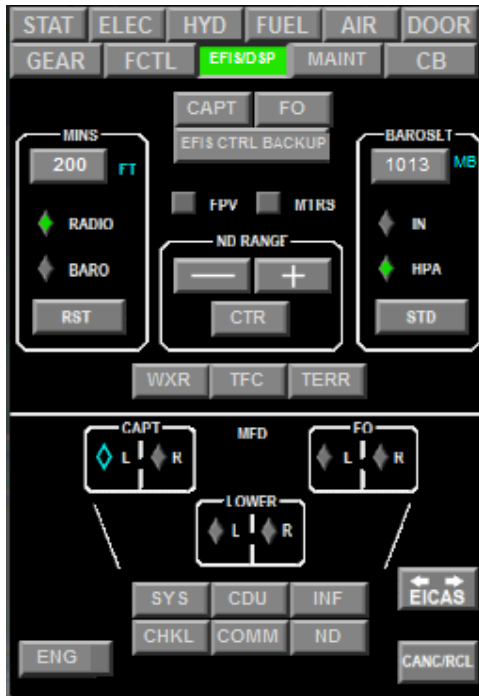 STAT ELEC HYD FUEL AIR DOOR
GEAR FCTL EFIS/DSP MAINT CB
CAPT FO
MINS EFIS CTRL BACKUP BAROSET
200 FT 1013 MB
FPV MTRS
RADIO IN
ND RANGE
BARO — + HPA
RST CTR STD
WXR TFC TERR
CAPT MFD FO
L R L R
LOWER
L R
SYS CDU INF EICAS
CHKL COMM ND
ENG CANC/RCL